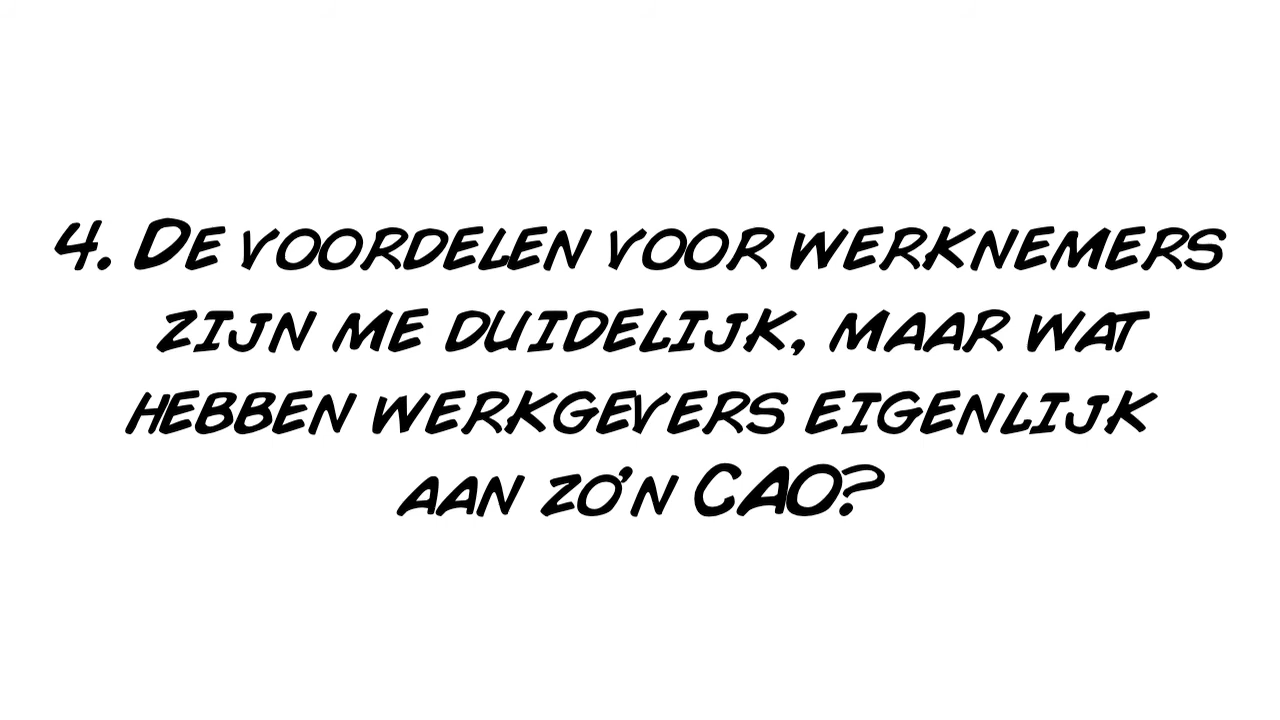 4. De voordelen voor werknemers
zijn me duidelijk, maar wat
hebben werkgevers eigenlijk
aan zo'n CAO?